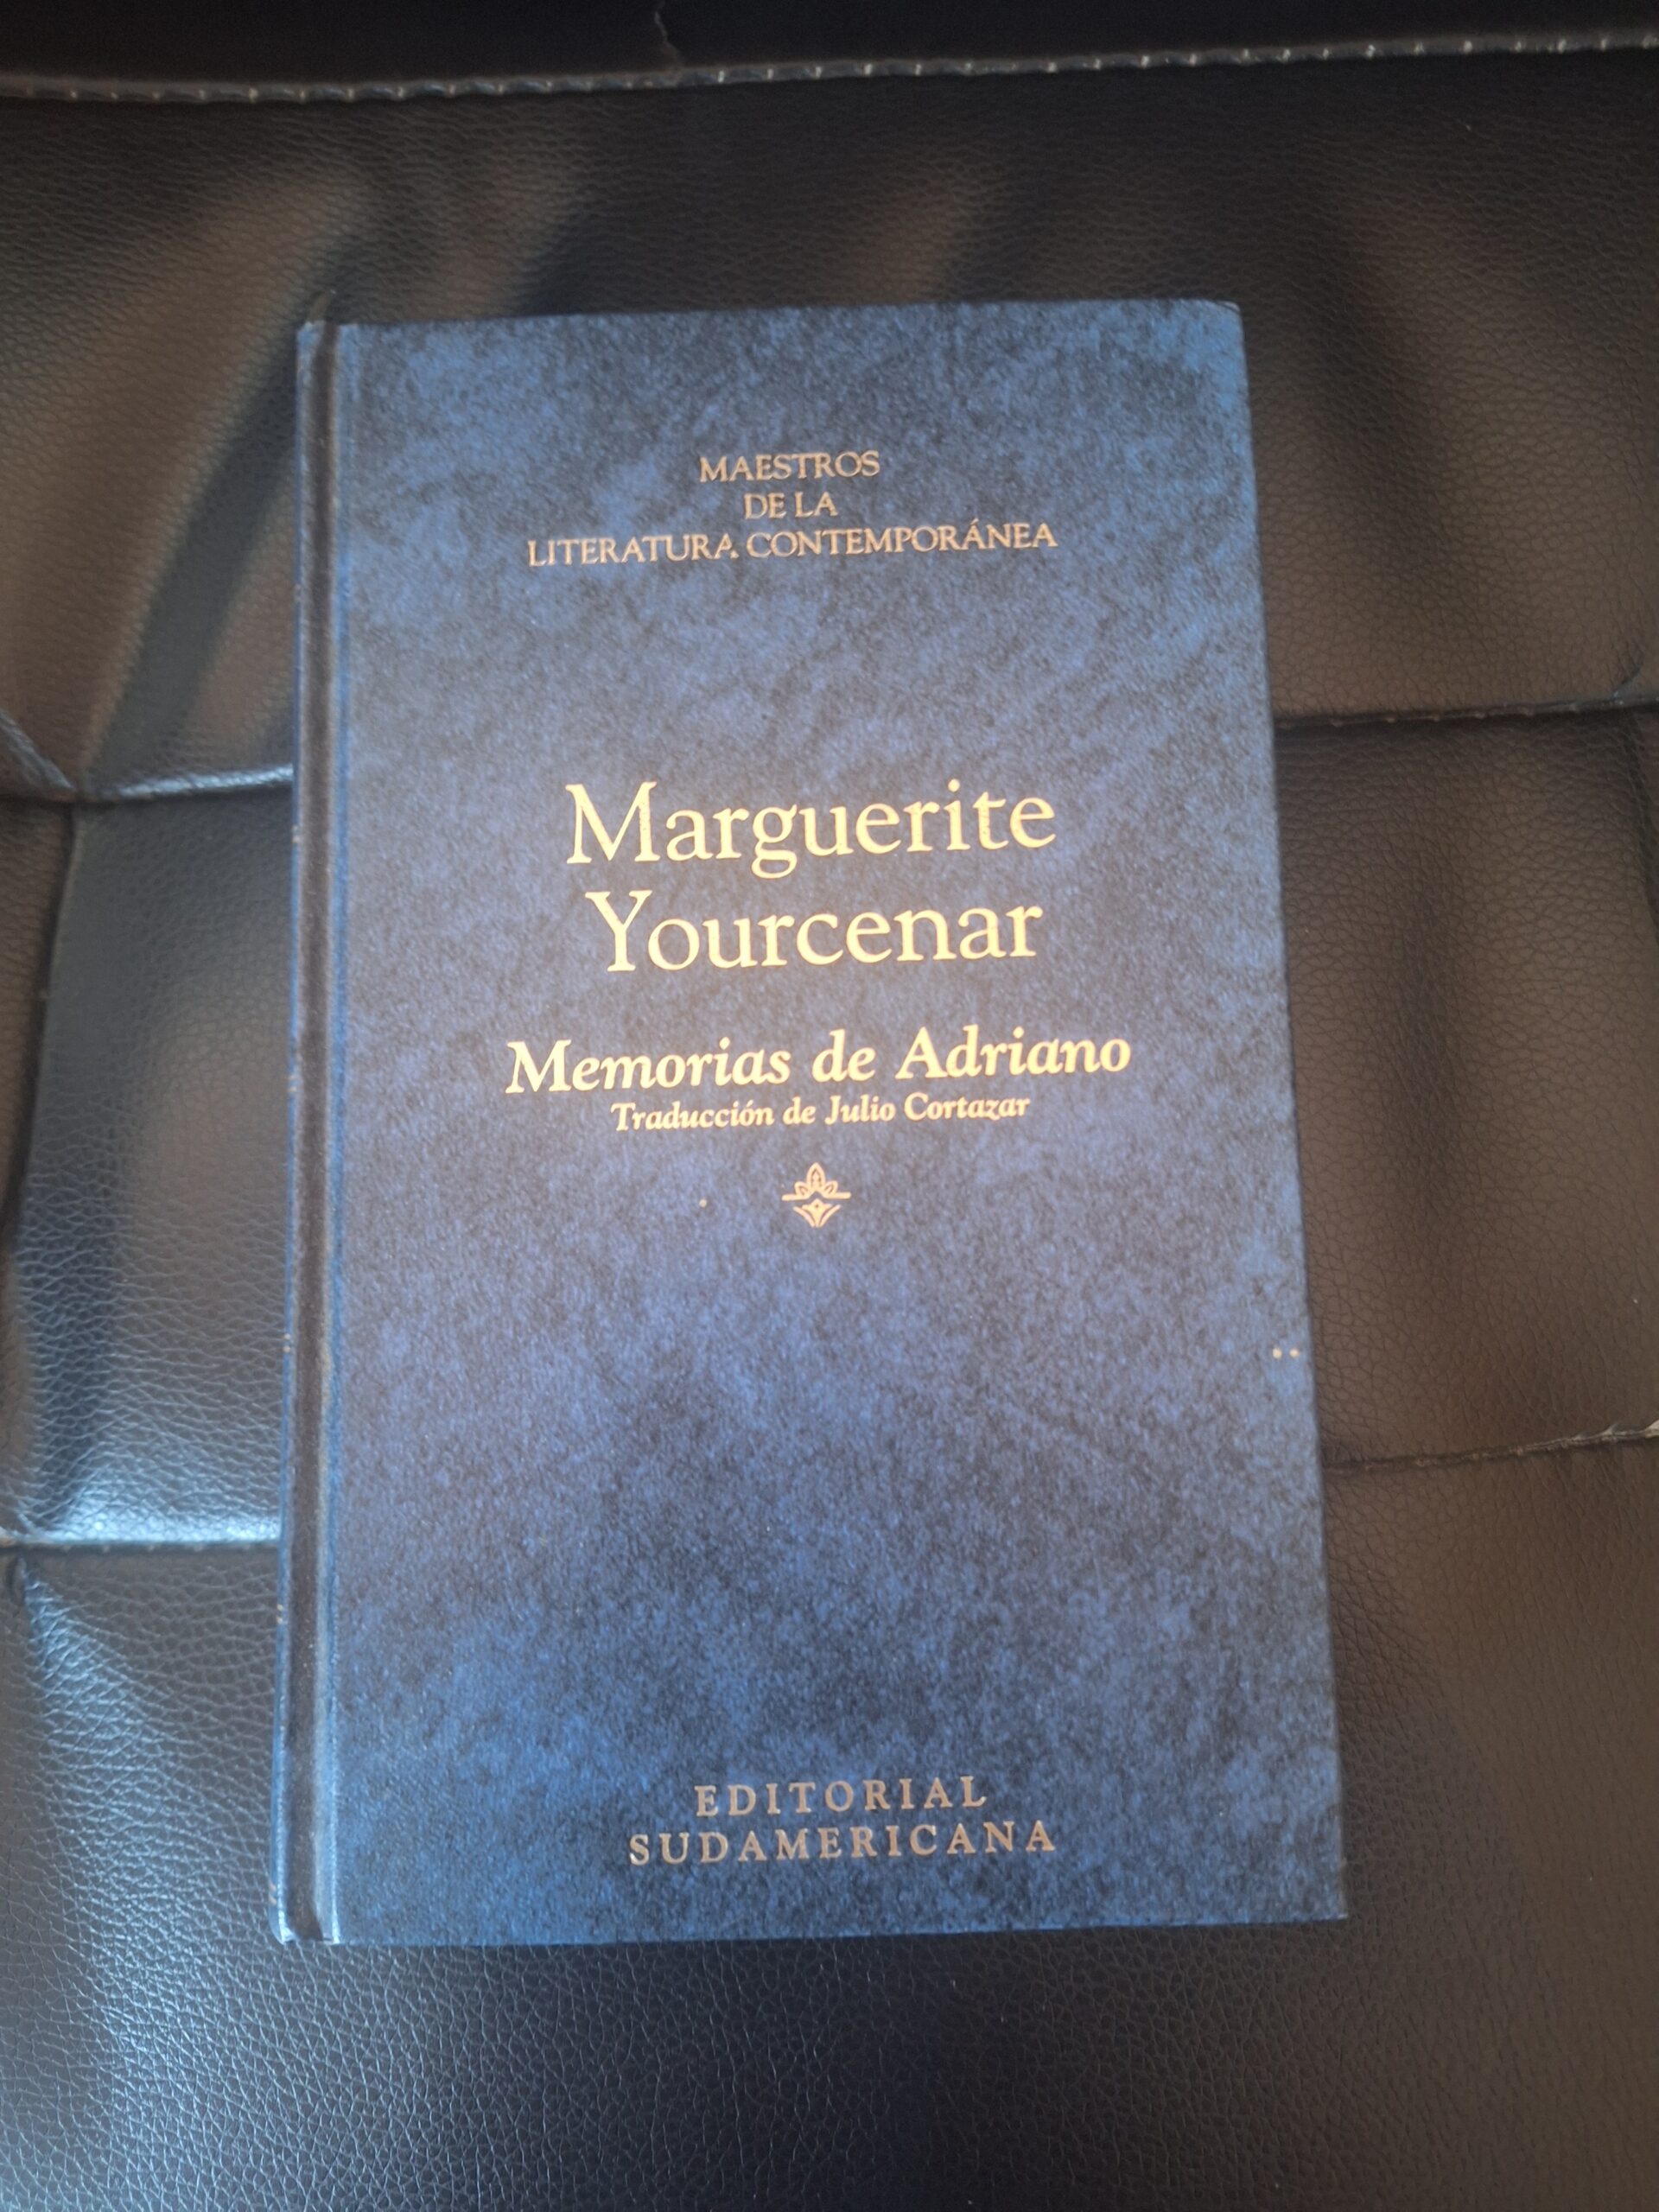 MAESTROS
DE LA
LITERATURA CONTEMPORÁNEA
Marguerite
Yourcenar
Memorias de Adriano
Traducción de Julio Cortazar
EDITORIAL
SUDAMERICANA